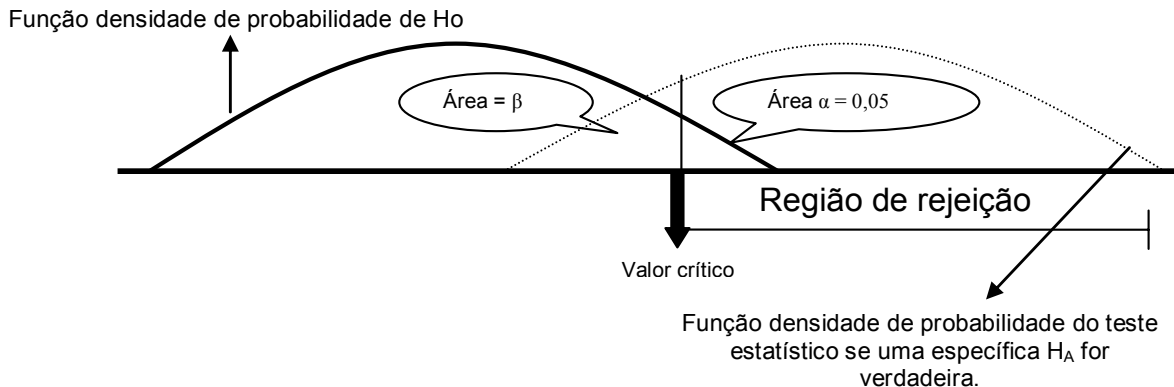 Função densidade de probabilidade de Ho
Área = β
Área α = 0,05
Região de rejeição
Valor crítico
Função densidade de probabilidade do teste
estatístico se uma específica H_A for
verdadeira.